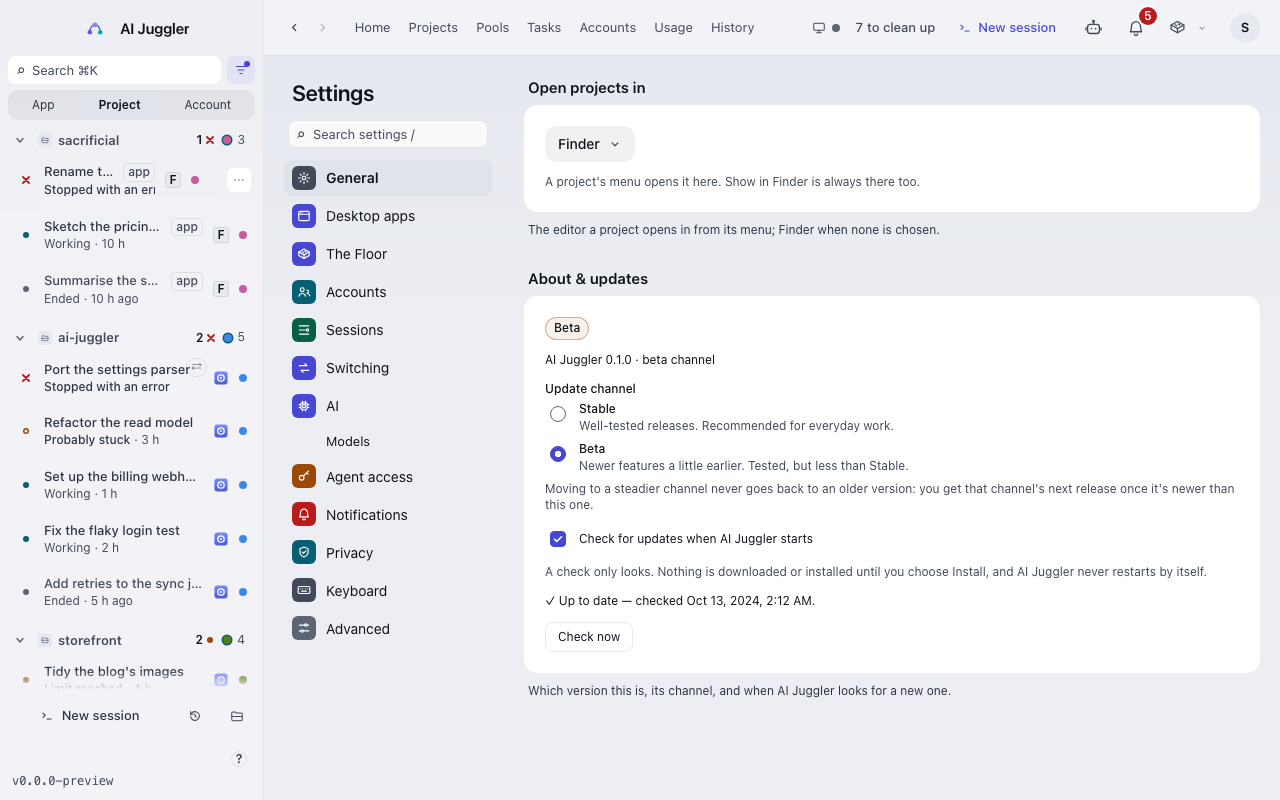 AI Juggler
Search ⌘K
App Project Account
sacrificial 1 3
Rename t… app F
Stopped with an err
Sketch the pricin… app F
Working · 10 h
Summarise the s… app F
Ended · 10 h ago
ai-juggler 2 5
Port the settings parser
Stopped with an error
Refactor the read model
Probably stuck · 3 h
Set up the billing webh…
Working · 1 h
Fix the flaky login test
Working · 2 h
Add retries to the sync j…
Ended · 5 h ago
storefront 2 4
Tidy the blog's images
New session
?
v0.0.0-preview
Home Projects Pools Tasks Accounts Usage History 7 to clean up New session 5 S
Settings
Search settings /
General
Desktop apps
The Floor
Accounts
Sessions
Switching
AI
Models
Agent access
Notifications
Privacy
Keyboard
Advanced
Open projects in
Finder
A project's menu opens it here. Show in Finder is always there too.
The editor a project opens in from its menu; Finder when none is chosen.
About & updates
Beta
AI Juggler 0.1.0 · beta channel
Update channel
Stable
Well-tested releases. Recommended for everyday work.
Beta
Newer features a little earlier. Tested, but less than Stable.
Moving to a steadier channel never goes back to an older version: you get that channel's next release once it's newer than
this one.
Check for updates when AI Juggler starts
A check only looks. Nothing is downloaded or installed until you choose Install, and AI Juggler never restarts by itself.
✓ Up to date — checked Oct 13, 2024, 2:12 AM.
Check now
Which version this is, its channel, and when AI Juggler looks for a new one.